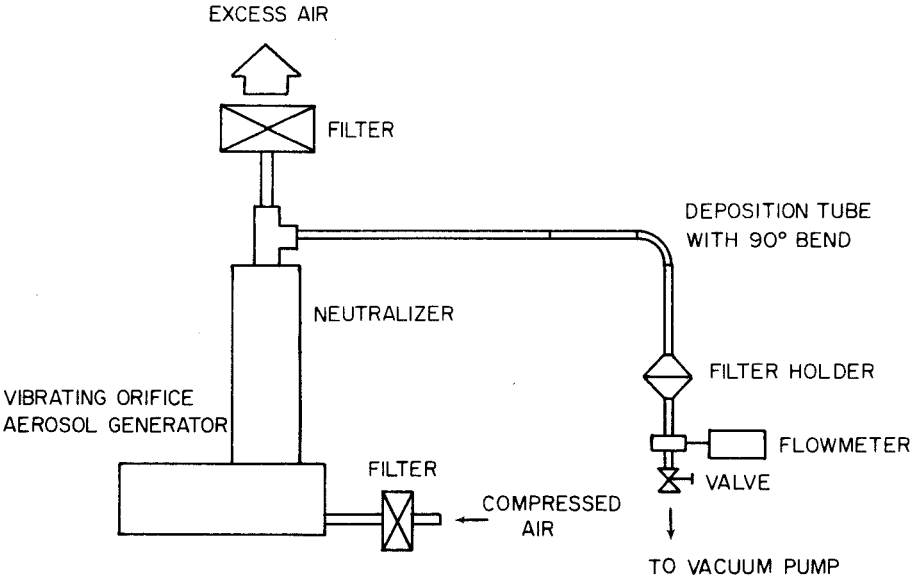 EXCESS AIR
FILTER
DEPOSITION TUBE
WITH 90° BEND
NEUTRALIZER
FILTER HOLDER
VIBRATING ORIFICE
AEROSOL GENERATOR
FLOWMETER
FILTER
VALVE
COMPRESSED
AIR
TO VACUUM PUMP